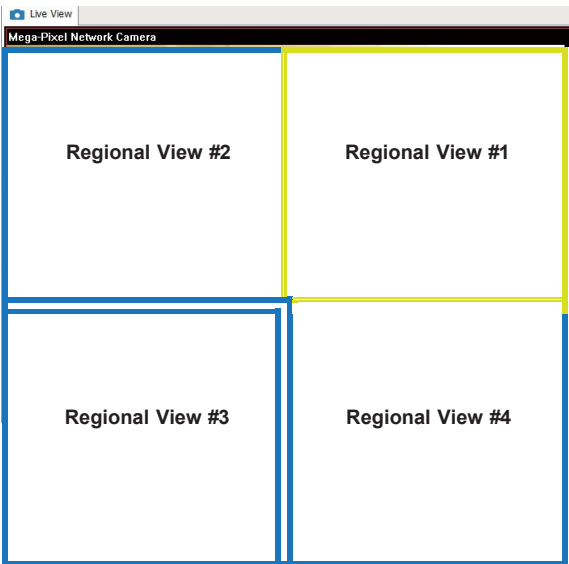 Live View
Mega-Pixel Network Camera
Regional View #2
Regional View #1
Regional View #3
Regional View #4